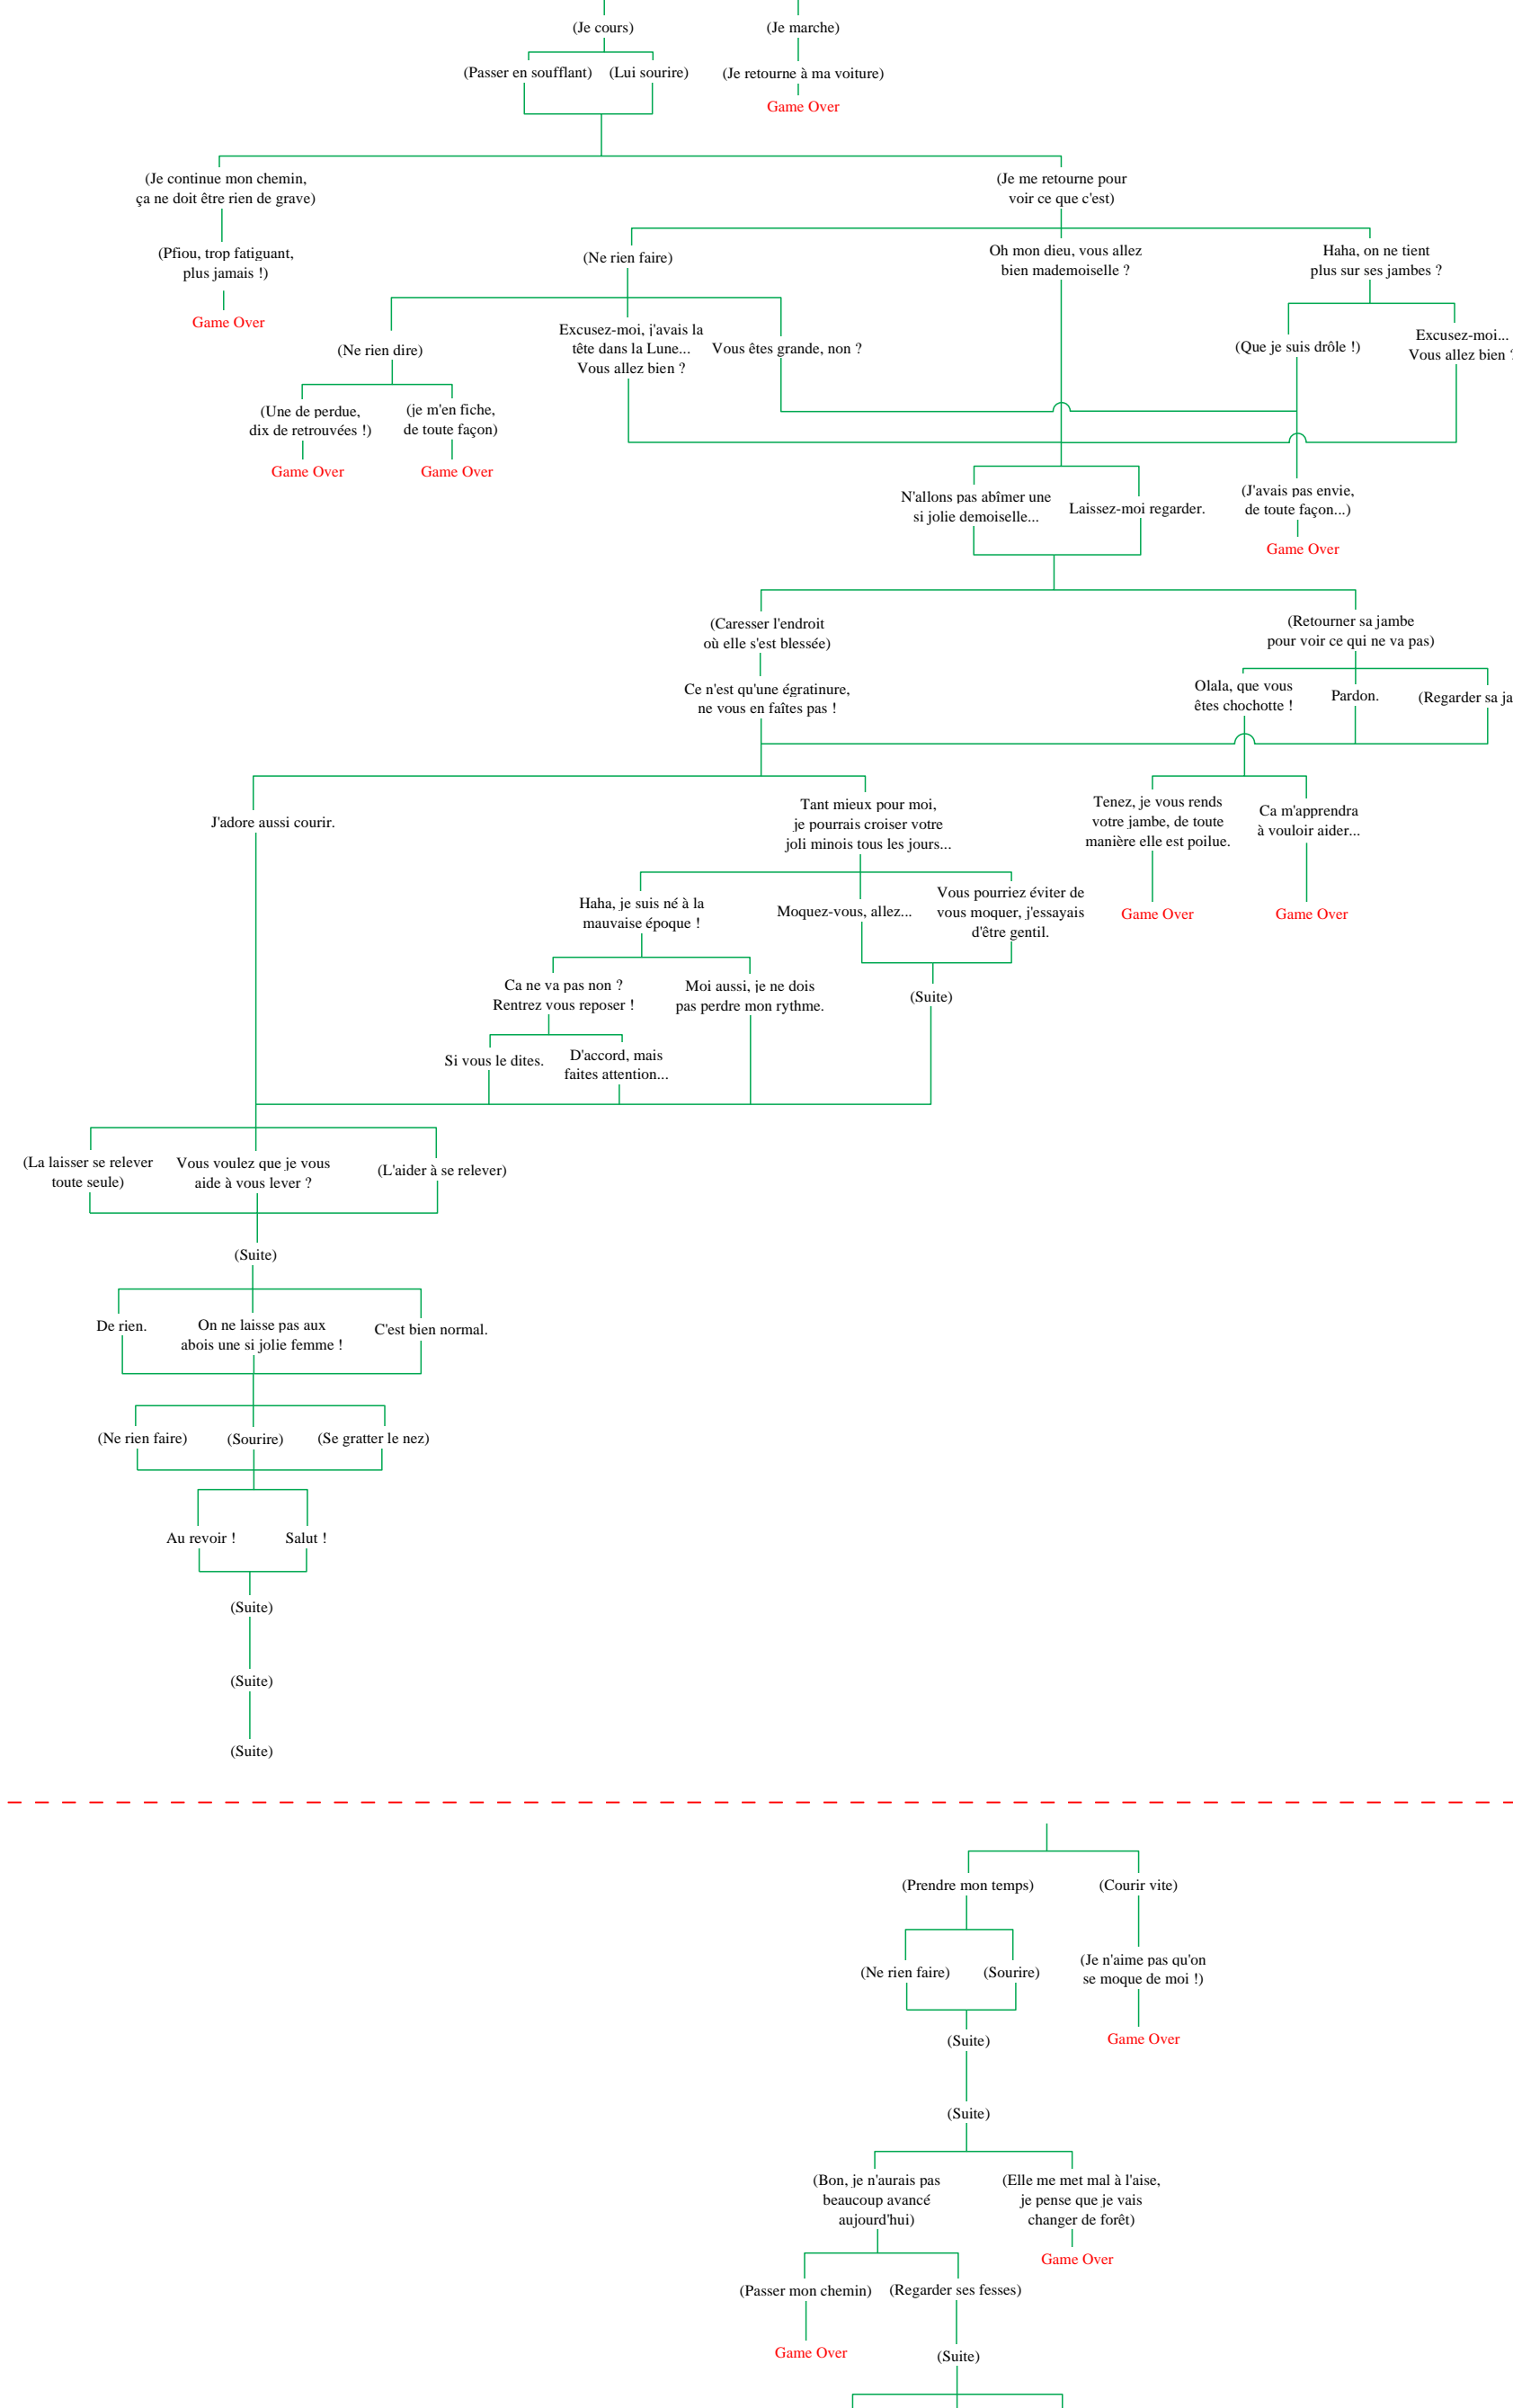 (Je cours)
(Je marche)
(Passer en soufflant)
(Lui sourire)
(Je retourne à ma voiture)
Game Over
(Je continue mon chemin,
ça ne doit être rien de grave)
(Je me retourne pour
voir ce que c'est)
(Pfiou, trop fatiguant,
plus jamais !)
Game Over
(Ne rien faire)
Oh mon dieu, vous allez
bien mademoiselle ?
Haha, on ne tient
plus sur ses jambes ?
(Ne rien dire)
Excusez-moi, j'avais la
tête dans la Lune...
Vous allez bien ?
Vous êtes grande, non ?
(Que je suis drôle !)
Excusez-moi...
Vous allez bien ?
(Une de perdue,
dix de retrouvées !)
Game Over
(je m'en fiche,
de toute façon)
Game Over
N'allons pas abîmer une
si jolie demoiselle...
Laissez-moi regarder.
(J'avais pas envie,
de toute façon...)
Game Over
(Caresser l'endroit
où elle s'est blessée)
(Retourner sa jambe
pour voir ce qui ne va pas)
Ce n'est qu'une égratinure,
ne vous en faîtes pas !
Olala, que vous
êtes chochotte !
Pardon.
(Regarder sa ja
J'adore aussi courir.
Tant mieux pour moi,
je pourrais croiser votre
joli minois tous les jours...
Tenez, je vous rends
votre jambe, de toute
manière elle est poilue.
Game Over
Ca m'apprendra
à vouloir aider...
Game Over
Haha, je suis né à la
mauvaise époque !
Moquez-vous, allez...
Vous pourriez éviter de
vous moquer, j'essayais
d'être gentil.
Ca ne va pas non ?
Rentrez vous reposer !
Moi aussi, je ne dois
pas perdre mon rythme.
(Suite)
Si vous le dites.
D'accord, mais
faites attention...
(La laisser se relever
toute seule)
Vous voulez que je vous
aide à vous lever ?
(L'aider à se relever)
(Suite)
De rien.
On ne laisse pas aux
abois une si jolie femme !
C'est bien normal.
(Ne rien faire)
(Sourire)
(Se gratter le nez)
Au revoir !
Salut !
(Suite)
(Suite)
(Suite)
(Prendre mon temps)
(Courir vite)
(Ne rien faire)
(Sourire)
(Je n'aime pas qu'on
se moque de moi !)
Game Over
(Suite)
(Suite)
(Bon, je n'aurais pas
beaucoup avancé
aujourd'hui)
(Elle me met mal à l'aise,
je pense que je vais
changer de forêt)
Game Over
(Passer mon chemin)
(Regarder ses fesses)
Game Over
(Suite)